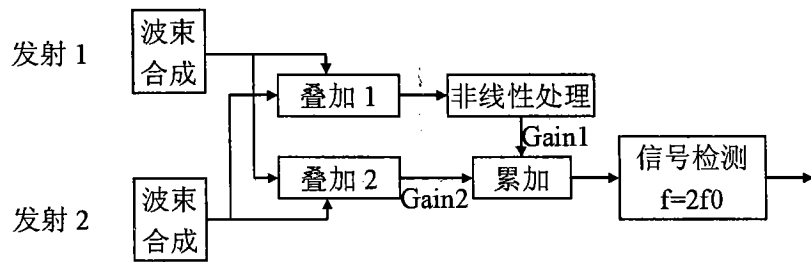 发射 1
波束
合成
叠加 1
非线性处理
Gain1
叠加 2
Gain2
累加
信号检测
f=2f0
发射 2
波束
合成